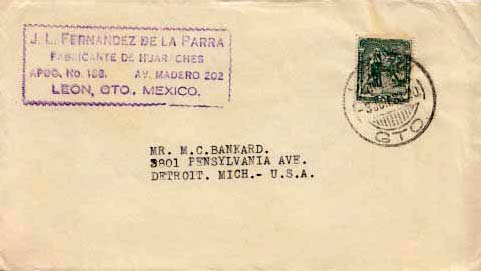 J. L. FERNANDEZ DE LA PARRA
FABRICANTE DE HUARACHES
APDO. No. 188. AV. MADERO 202
LEON, GTO. MEXICO.
GTO
MR. M.C.BANKARD.
3801 PENSYLVANIA AVE.
DETROIT. MICH.- U.S.A.